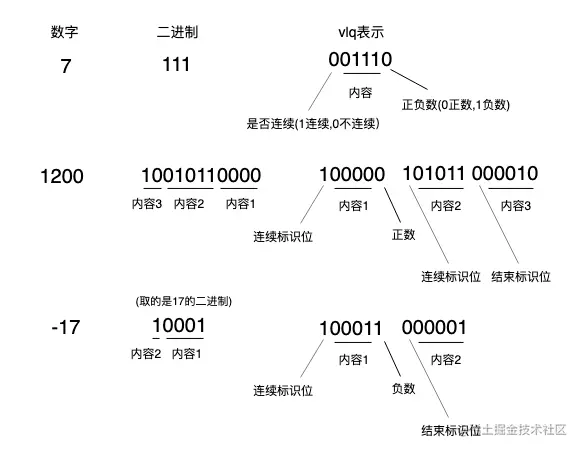 数字 二进制 vlq表示
7 111 001110
内容
正负数(0正数,1负数)
是否连续(1连续,0不连续)
1200 10010110000 100000 101011 000010
内容3 内容2 内容1 内容1 内容2 内容3
连续标识位 正数
连续标识位 结束标识位
(取的是17的二进制)
-17 10001 100011 000001
内容2 内容1 内容1 内容2
连续标识位 负数
结束标识位
土掘金技术社区